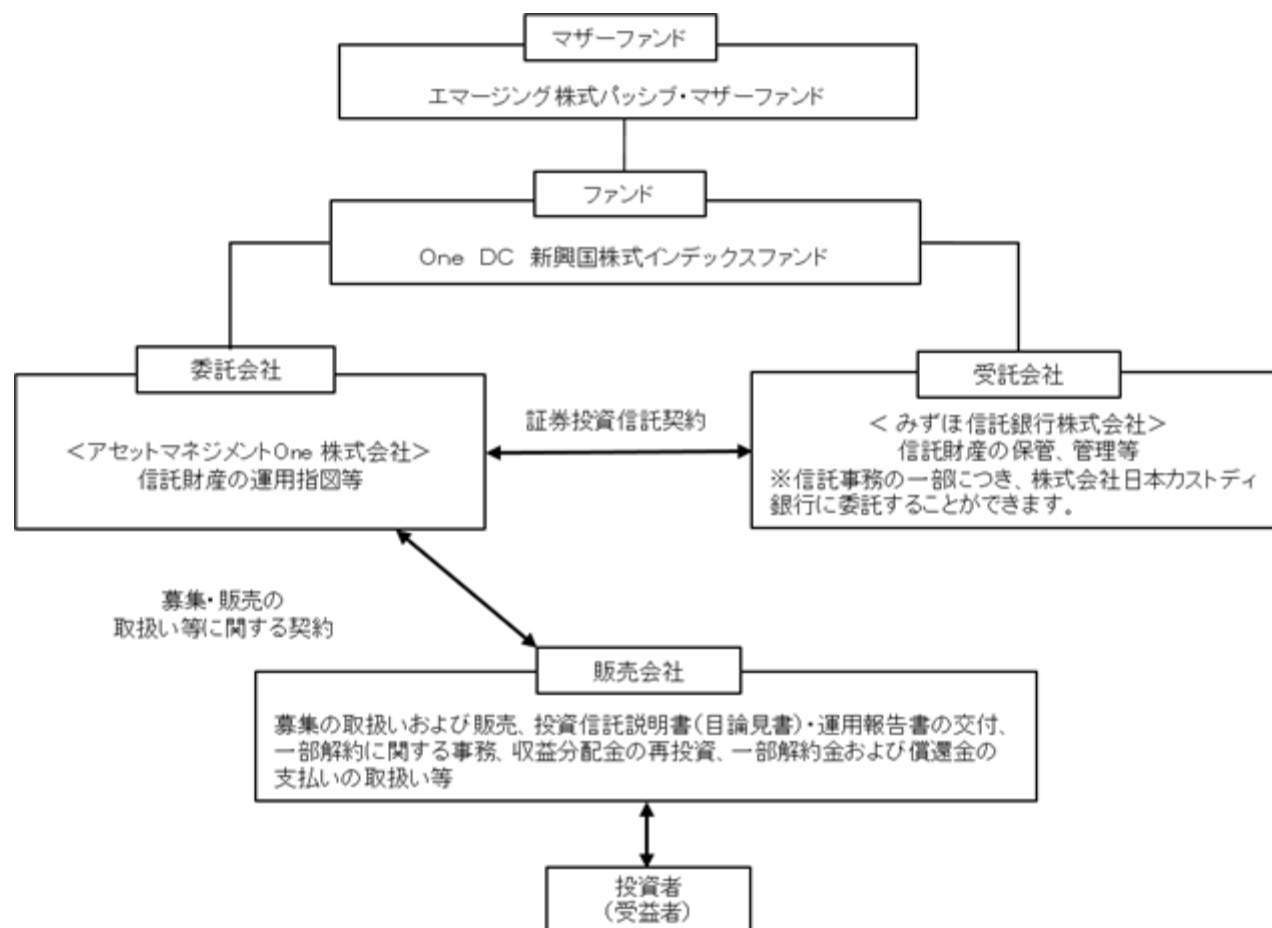 マザーファンド
エマージング株式パッシブ・マザーファンド
ファンド
One DC 新興国株式インデックスファンド
委託会社
<アセットマネジメントOne 株式会社>
信託財産の運用指図等
証券投資信託契約
受託会社
< みずほ信託銀行株式会社>
信託財産の保管、管理等
※信託事務の一部につき、株式会社日本カストディ
銀行に委託することができます。
募集・販売の
取扱い等に関する契約
販売会社
募集の取扱いおよび販売、投資信託説明書(目論見書)・運用報告書の交付、
一部解約に関する事務、収益分配金の再投資、一部解約金および償還金の
支払いの取扱い等
投資者
(受益者)